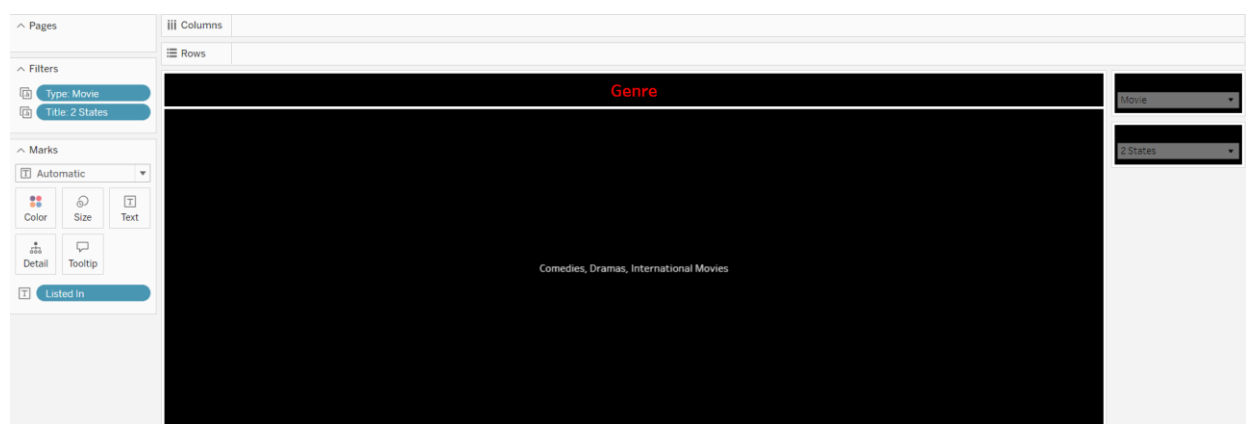 Pages
iii Columns
Rows
Filters
Type: Movie
Title: 2 States
Genre
Movie
2 States
Marks
T Automatic
Color Size T Text
Detail Tooltip
T Listed In
Comedies, Dramas, International Movies